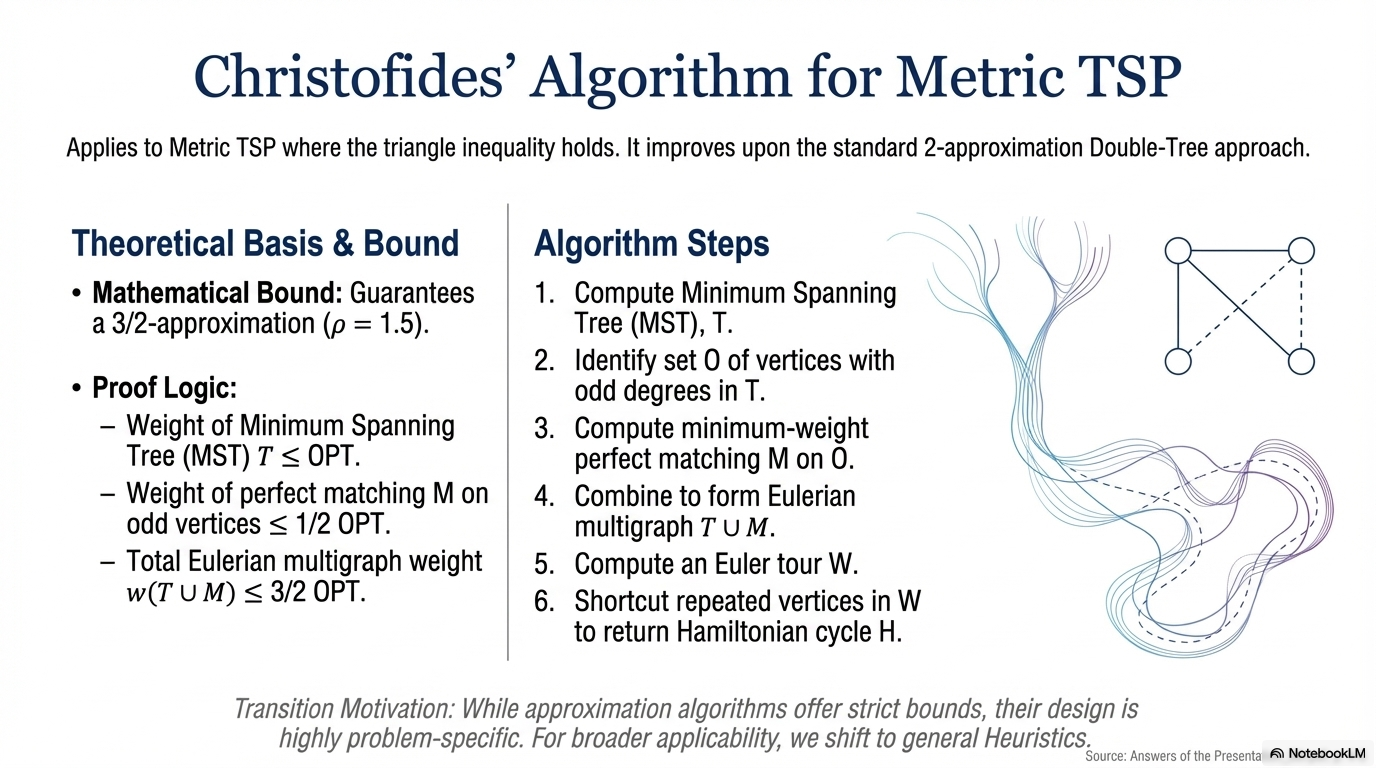 Christofides’ Algorithm for Metric TSP
Applies to Metric TSP where the triangle inequality holds. It improves upon the standard 2-approximation Double-Tree approach.
Theoretical Basis & Bound
• Mathematical Bound: Guarantees
a 3/2-approximation (ρ = 1.5).
• Proof Logic:
– Weight of Minimum Spanning
Tree (MST) T ≤ OPT.
– Weight of perfect matching M on
odd vertices ≤ 1/2 OPT.
– Total Eulerian multigraph weight
w(T ∪ M) ≤ 3/2 OPT.
Algorithm Steps
1. Compute Minimum Spanning
Tree (MST), T.
2. Identify set O of vertices with
odd degrees in T.
3. Compute minimum-weight
perfect matching M on O.
4. Combine to form Eulerian
multigraph T ∪ M.
5. Compute an Euler tour W.
6. Shortcut repeated vertices in W
to return Hamiltonian cycle H.
Transition Motivation: While approximation algorithms offer strict bounds, their design is
highly problem-specific. For broader applicability, we shift to general Heuristics.
Source: Answers of the
NotebookLM